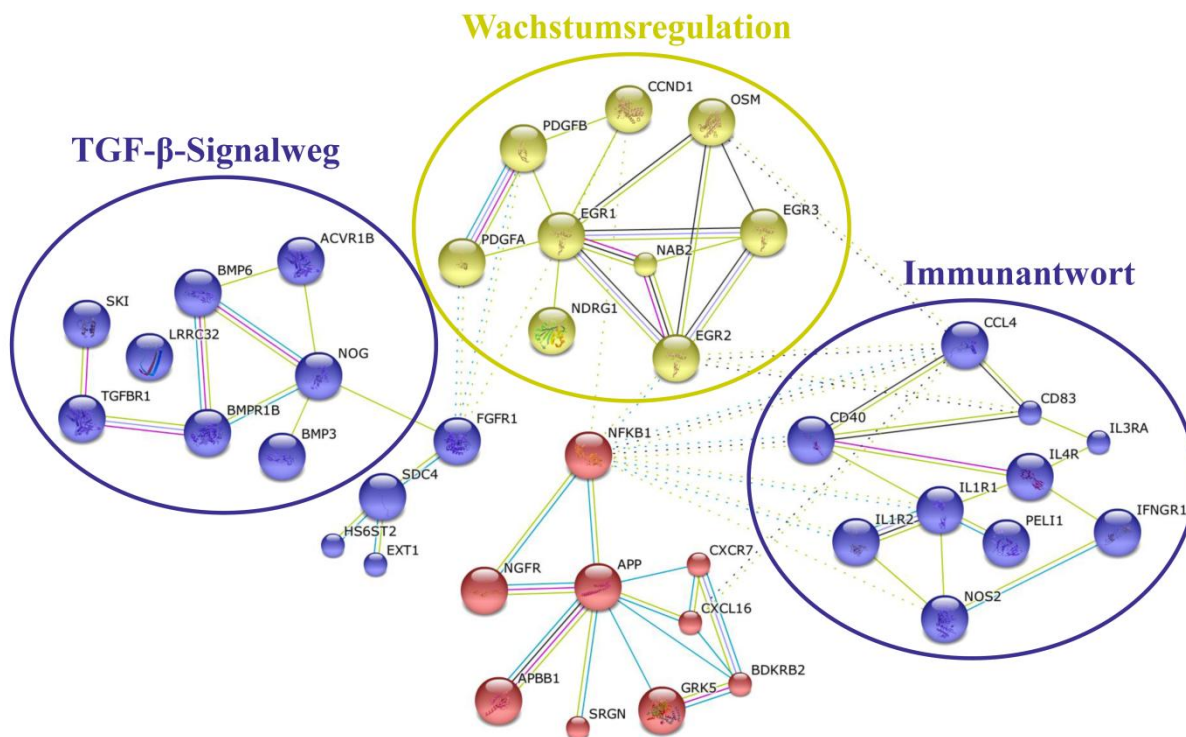 Wachstumsregulation
CCND1
OSM
PDGFB
TGF-β-Signalweg
EGR1
EGR3
ACVR1B
PDGFA
NAB2
BMP6
Immunantwort
SKI
NDRG1
LRRC32
EGR2
CCL4
NOG
TGFBR1
BMPR1B
CD83
CD40
BMP3
FGFR1
NFKB1
IL3RA
IL4R
SDC4
IL1R1
HS6ST2
IL1R2
PELI1
IFNGR1
EXT1
CXCR7
NGFR
APP
NOS2
CXCL16
BDKRB2
APBB1
GRK5
SRGN